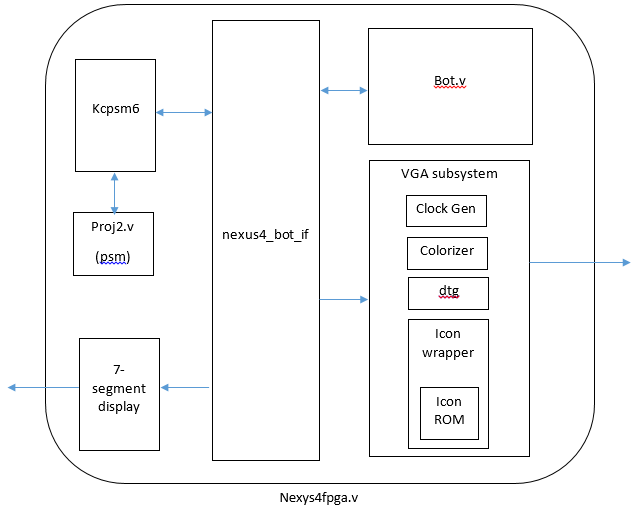 Kcpsm6
Proj2.v
(psm)
7-
segment
display
nexus4_bot_if
Bot.v
VGA subsystem
Clock Gen
Colorizer
dtg
Icon
wrapper
Icon
ROM
Nexys4fpga.v